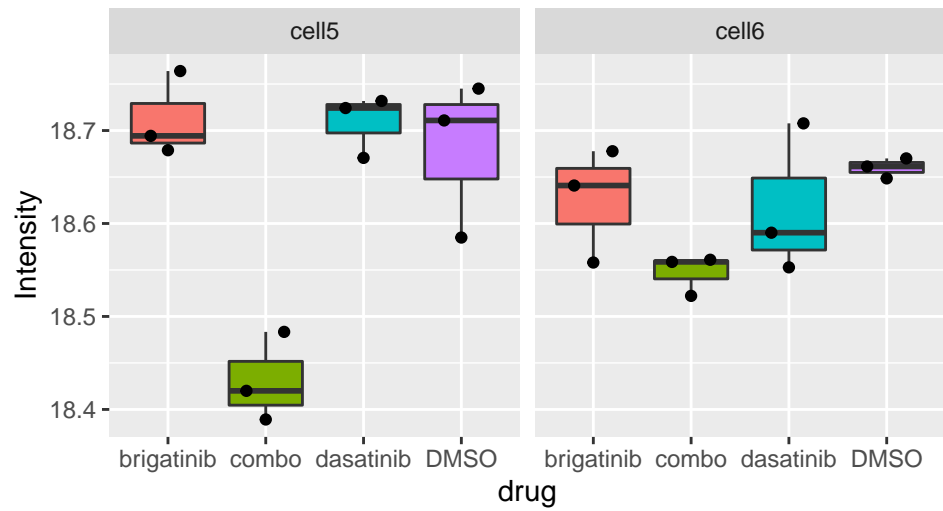 cell5
cell6
Intensity
18.7
18.6
18.5
18.4
brigatinib combo dasatinib DMSO
brigatinib combo dasatinib DMSO
drug